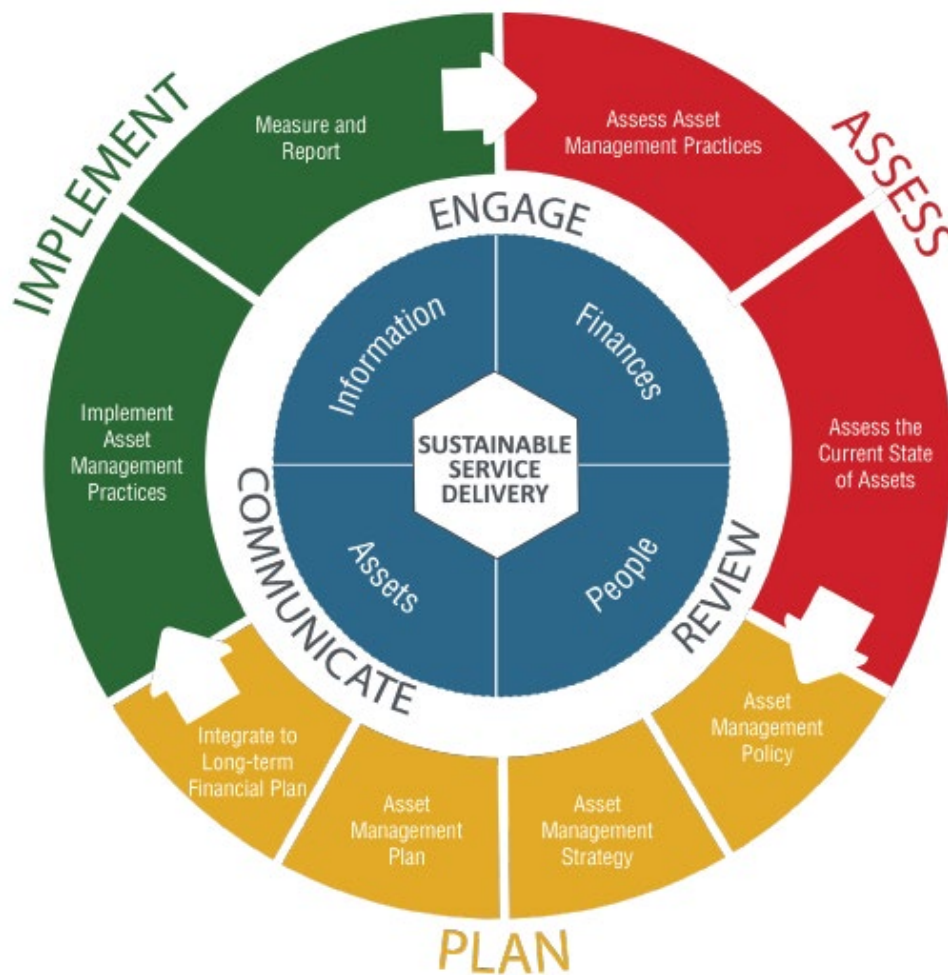 IMPLEMENT
Measure and
Report
Assess Asset
Management Practices
ASSESS
ENGAGE
Information
Finances
Implement
Asset
Management
Practices
SUSTAINABLE
SERVICE
DELIVERY
Assess the
Current State
of Assets
COMMUNICATE
Assets
People
REVIEW
Integrate to
Long-term
Financial Plan
Asset
Management
Plan
Asset
Management
Strategy
Asset
Management
Policy
PLAN